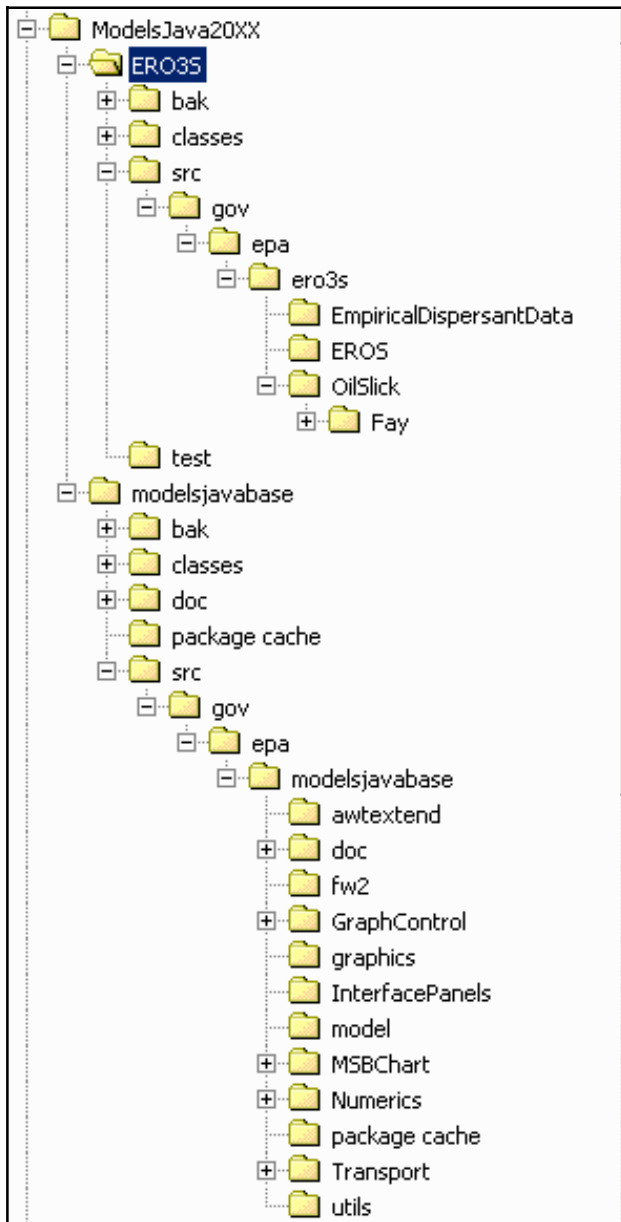 ModelsJava20XX
ERO3S
bak
classes
src
gov
epa
ero3s
EmpiricalDispersantData
EROS
OilSlick
Fay
test
modelsjavabase
bak
classes
doc
package cache
src
gov
epa
modelsjavabase
awtextend
doc
fw2
GraphControl
graphics
InterfacePanels
model
MSBChart
Numerics
package cache
Transport
utils